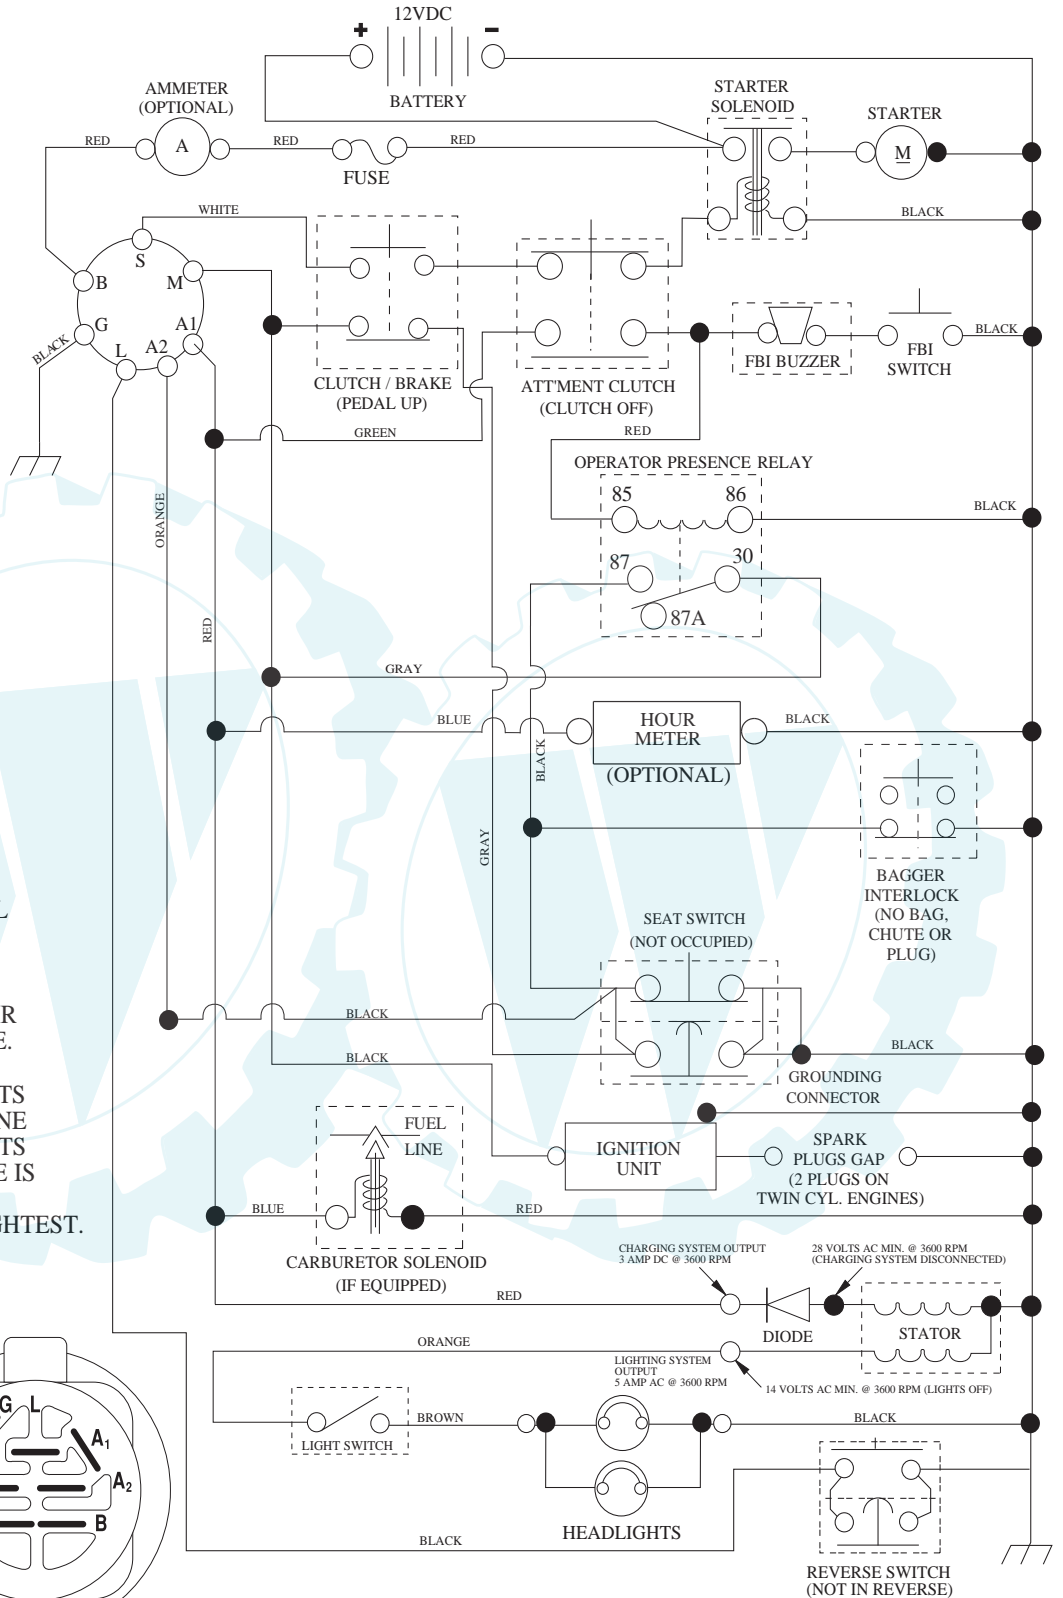 12VDC
+
−
BATTERY
AMMETER
(OPTIONAL)
A
RED
RED
RED
FUSE
STARTER
SOLENOID
STARTER
M
BLACK
WHITE
S
B
M
G
A1
L
A2
BLACK
CLUTCH / BRAKE
(PEDAL UP)
ATT'MENT CLUTCH
(CLUTCH OFF)
FBI BUZZER
FBI
SWITCH
BLACK
GREEN
RED
OPERATOR PRESENCE RELAY
85
86
BLACK
87
30
87A
ORANGE
RED
GRAY
BLUE
HOUR
METER
(OPTIONAL)
BLACK
BLACK
GRAY
BAGGER
INTERLOCK
(NO BAG,
CHUTE OR
PLUG)
SEAT SWITCH
(NOT OCCUPIED)
BLACK
BLACK
BLACK
GROUNDING
CONNECTOR
R
E.
TS
NE
TS
E IS
GHTEST.
FUEL
LINE
IGNITION
UNIT
SPARK
PLUGS GAP
(2 PLUGS ON
TWIN CYL. ENGINES)
BLUE
RED
CARBURETOR SOLENOID
(IF EQUIPPED)
CHARGING SYSTEM OUTPUT
3 AMP DC @ 3600 RPM
28 VOLTS AC MIN. @ 3600 RPM
(CHARGING SYSTEM DISCONNECTED)
RED
DIODE
STATOR
ORANGE
LIGHTING SYSTEM
OUTPUT
5 AMP AC @ 3600 RPM
14 VOLTS AC MIN. @ 3600 RPM (LIGHTS OFF)
LIGHT SWITCH
BROWN
BLACK
HEADLIGHTS
G L
A1
A2
B
BLACK
REVERSE SWITCH
(NOT IN REVERSE)